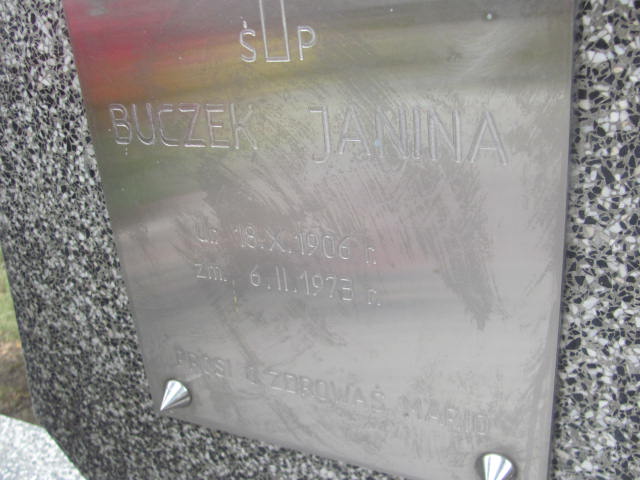 Ś P
BUCZEK JANINA
ur. 18.X.1906 r.
zm. 6.II.1973 r.
PROSI O ZDROWAŚ MARIO